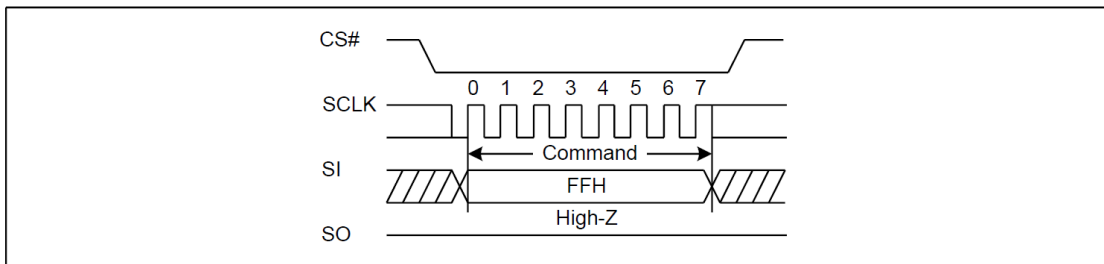 CS#
0 1 2 3 4 5 6 7
SCLK
Command
SI
FFH
High-Z
SO